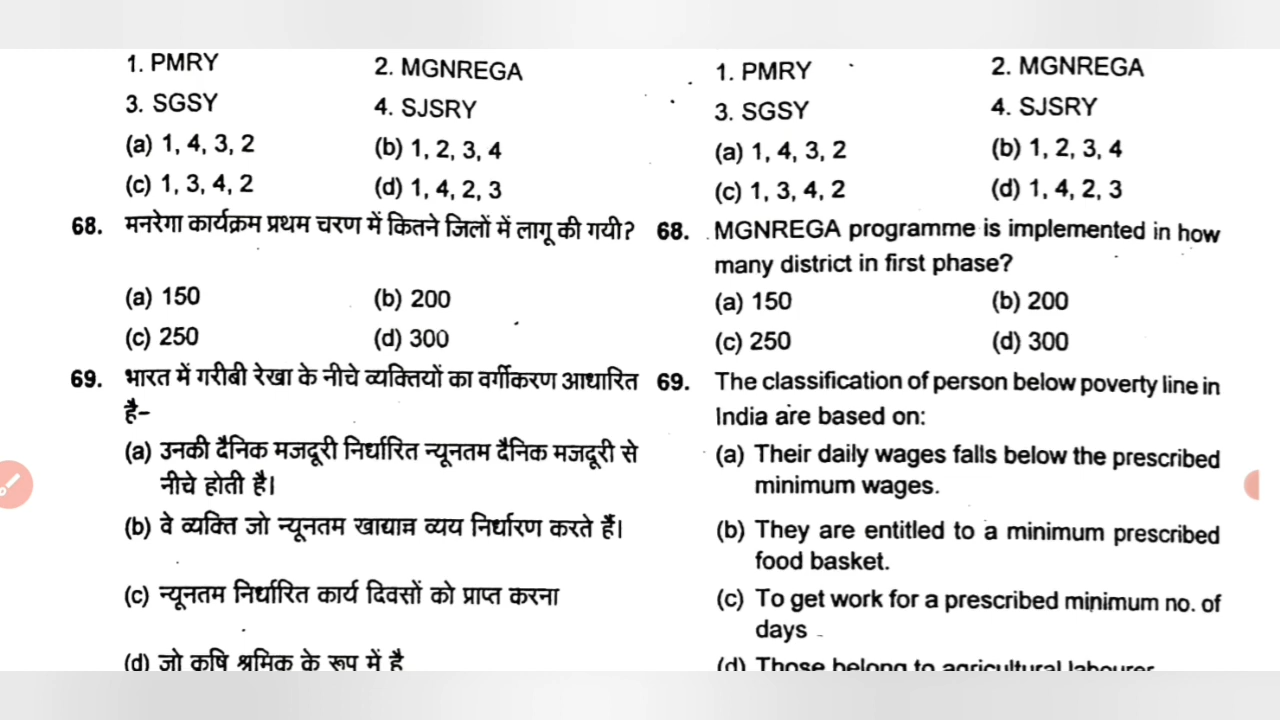 1. PMRY 2. MGNREGA
3. SGSY 4. SJSRY
(a) 1, 4, 3, 2 (b) 1, 2, 3, 4
(c) 1, 3, 4, 2 (d) 1, 4, 2, 3
68. मनरेगा कार्यक्रम प्रथम चरण में कितने जिलों में लागू की गयी?
(a) 150 (b) 200
(c) 250 (d) 300
69. भारत में गरीबी रेखा के नीचे व्यक्तियों का वर्गीकरण आधारित
है–
(a) उनकी दैनिक मजदूरी निर्धारित न्यूनतम दैनिक मजदूरी से
नीचे होती है।
(b) वे व्यक्ति जो न्यूनतम खाद्यान्न व्यय निर्धारण करते हैं।
(c) न्यूनतम निर्धारित कार्य दिवसों को प्राप्त करना
(d) जो कृषि श्रमिक के रूप में है
1. PMRY 2. MGNREGA
3. SGSY 4. SJSRY
(a) 1, 4, 3, 2 (b) 1, 2, 3, 4
(c) 1, 3, 4, 2 (d) 1, 4, 2, 3
68. MGNREGA programme is implemented in how
many district in first phase?
(a) 150 (b) 200
(c) 250 (d) 300
69. The classification of person below poverty line in
India are based on:
(a) Their daily wages falls below the prescribed
minimum wages.
(b) They are entitled to a minimum prescribed
food basket.
(c) To get work for a prescribed minimum no. of
days
(d) Those belong to agricultural labourer